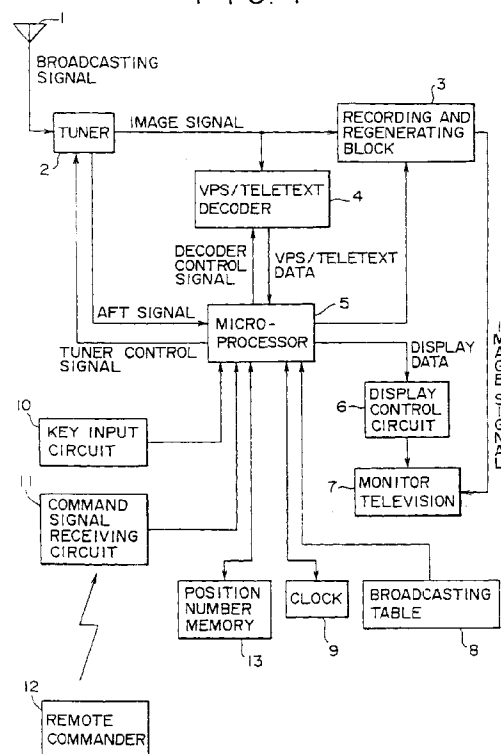 1
BROADCASTING
SIGNAL
3
TUNER
IMAGE SIGNAL
RECORDING AND
REGENERATING
BLOCK
2
VPS/TELETEXT
DECODER
4
DECODER
CONTROL
SIGNAL
VPS/TELETEXT
DATA
5
AFT SIGNAL
MICRO-
PROCESSOR
TUNER CONTROL
SIGNAL
DISPLAY
DATA
IMAGE SIGNAL
10
KEY INPUT
CIRCUIT
6
DISPLAY
CONTROL
CIRCUIT
11
COMMAND
SIGNAL
RECEIVING
CIRCUIT
7
MONITOR
TELEVISION
POSITION
NUMBER
MEMORY
CLOCK
BROADCASTING
TABLE
13
9
8
12
REMOTE
COMMANDER